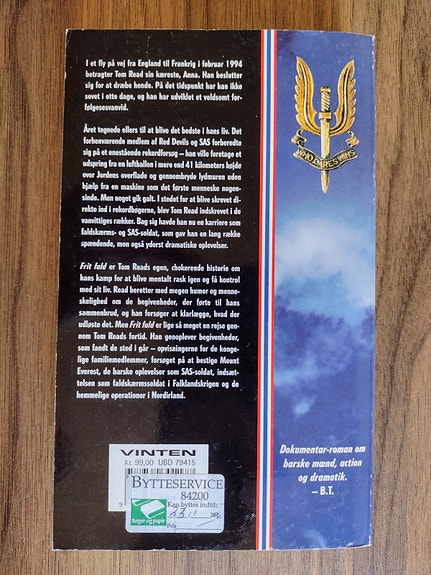 I et fly på vej fra England til Frankrig i februar 1994
betragter Tom Read sin kæreste, Anna. Han beslutter
sig for at dræbe hende. På det tidspunkt har han ikke
sovet i otte dage, og han har udviklet et voldsomt for-
følgelsesvanvid.
Året tegnede ellers til at blive det bedste i hans liv. Det
forhenværende medlem af Red Devils og SAS forberedte
sig på et enestående rekordforsøg – han ville foretage et
udspring fra en luftballon i mere end 41 kilometers højde
over Jordens overflade og gennembryde lydmuren uden
hjælp fra en maskine som det første menneske nogen-
sinde. Men noget gik galt. I stedet for at blive skrevet di-
rekte ind i rekordbøgerne, blev Tom Read indskrevet i de
vanvittiges rækker. Bag sig havde han nu en karriere som
faldskærms- og SAS-soldat, som gav han en lang række
spændende, men også yderst dramatiske oplevelser.
Frit fald er Tom Reads egen, chokerende historie om
hans kamp for at blive mentalt rask igen og få kontrol
med sit liv. Read beretter med megen humor og menne-
skelighed om de begivenheder, der førte til hans
sammenbrud, og han forsøger at klarlægge, hvad der
udløste det. Men Frit fald er lige så meget en rejse gen-
nem Tom Reads fortid. Han genoplever begivenheder,
som fandt de sted i går – opvisningerne for de konge-
lige familiemedlemmer, forsøget på at bestige Mount
Everest, de barske oplevelser som SAS-soldat, indsæt-
telsen som faldskærmssoldat i Falklandskrigen og de
hemmelige operationer i Nordirland.
WHO DARES WINS
Dokumentar-roman om
barske mænd, action
og dramatik.
– B.T.
VINTEN
Kr. 99,00 UBD 79415
9
BYTTESERVICE
84200
Kan byttes indtil:
Pris
Bøger og papir